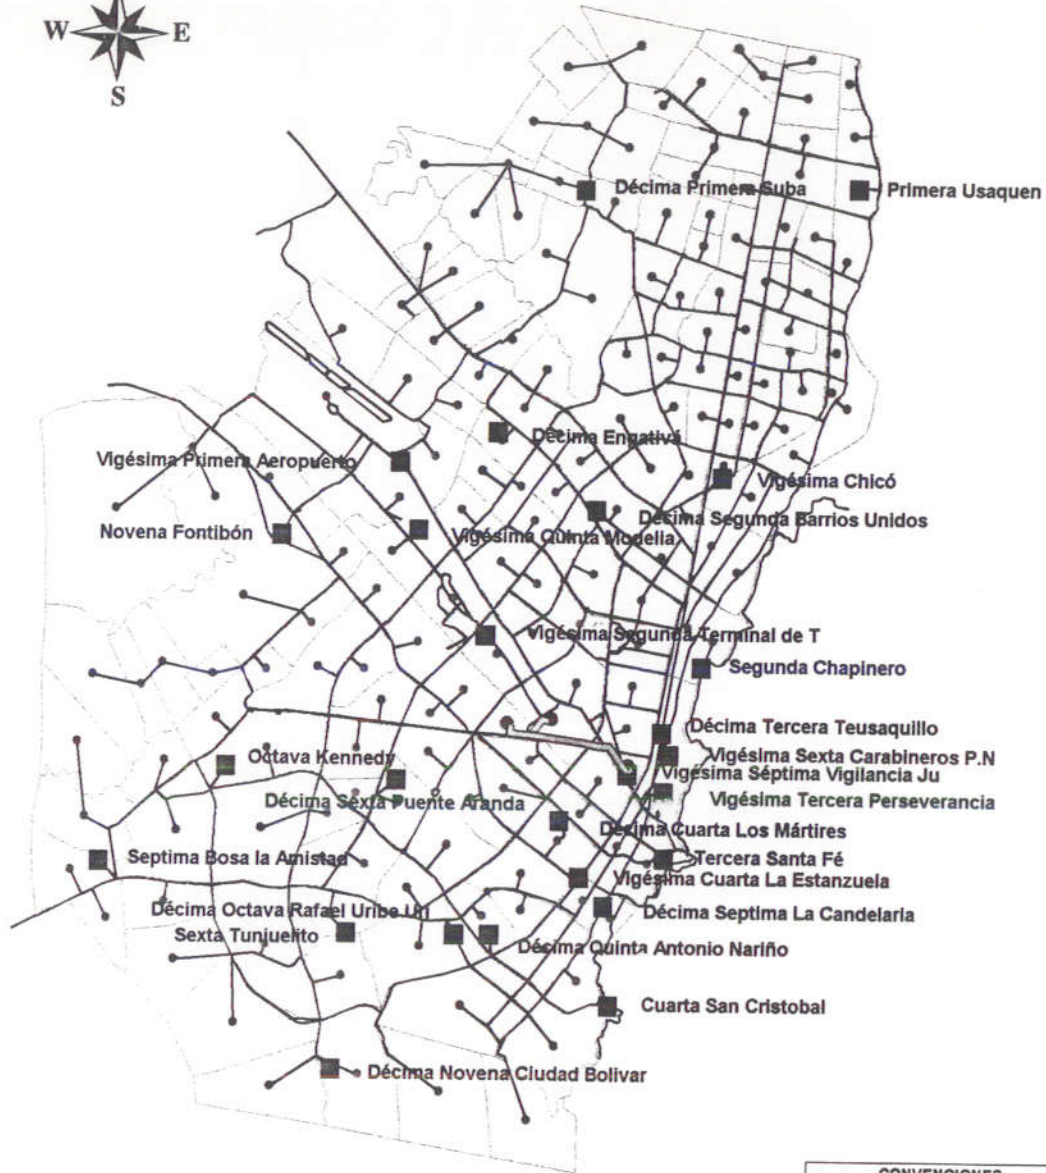 W E
S
Décima Primera Suba
Primera Usaquen
Décima Engativá
Vigésima Primera Aeropuerto
Vigésima Chicó
Décima Segunda Barrios Unidos
Novena Fontibón
Vigésima Quinta Modelia
Vigésima Segunda Terminal de T
Segunda Chapinero
Décima Tercera Teusaquillo
Vigésima Sexta Carabineros P.N
Octava Kennedy
Vigésima Séptima Vigilancia Ju
Décima Sexta Puente Aranda
Vigésima Tercera Perseverancia
Décima Cuarta Los Mártires
Septima Bosa la Amistad
Tercera Santa Fé
Vigésima Cuarta La Estanzuela
Décima Octava Rafael Uribe Uri
Décima Septima La Candelaria
Sexta Tunjuelito
Décima Quinta Antonio Nariño
Cuarta San Cristobal
Décima Novena Ciudad Bolivar
CONVENCIONES